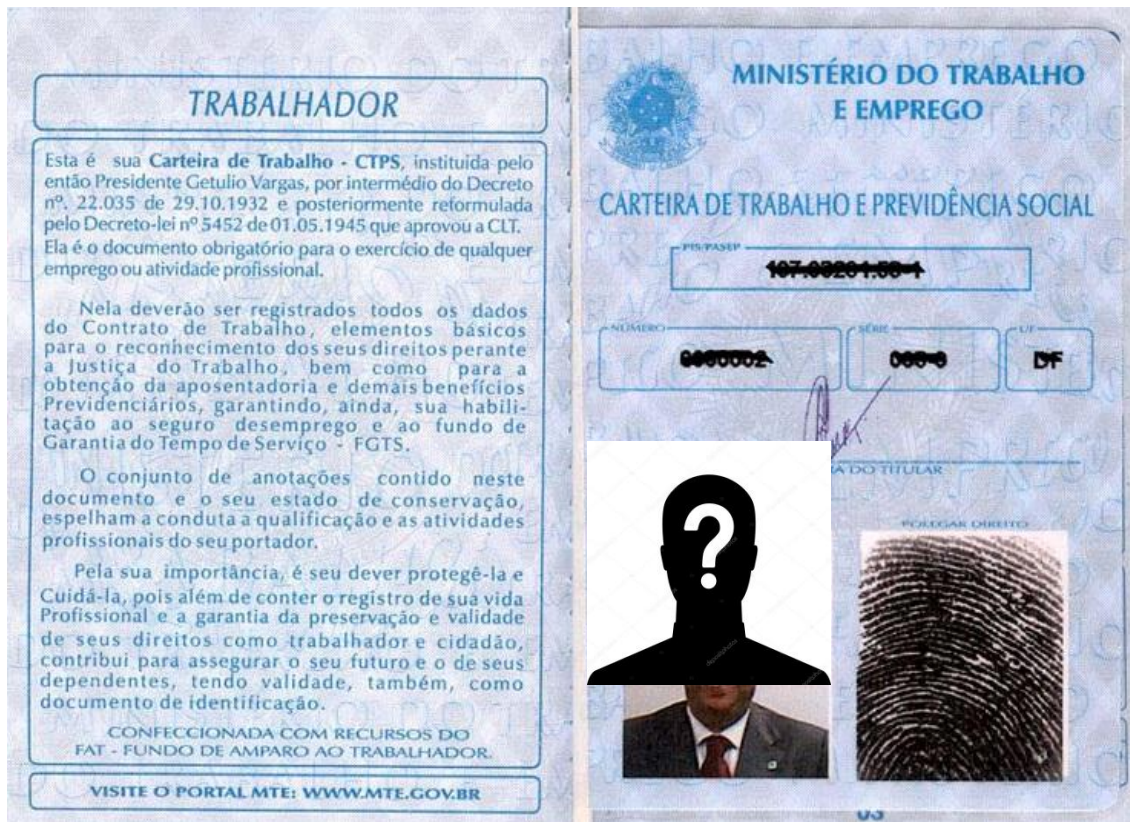 TRABALHADOR
Esta é sua Carteira de Trabalho - CTPS, instituida pelo
então Presidente Getulio Vargas, por intermédio do Decreto
nº. 22.035 de 29.10.1932 e posteriormente reformulada
pelo Decreto-lei nº 5452 de 01.05.1945 que aprovou a CLT.
Ela é o documento obrigatório para o exercício de qualquer
emprego ou atividade profissional.
Nela deverão ser registrados todos os dados
do Contrato de Trabalho, elementos básicos
para o reconhecimento dos seus direitos perante
a Justiça do Trabalho, bem como para a
obtenção da aposentadoria e demais benefícios
Previdenciários, garantindo, ainda, sua habili-
tação ao seguro desemprego e ao fundo de
Garantia do Tempo de Serviço - FGTS.
O conjunto de anotações contido neste
documento e o seu estado de conservação,
espelham a conduta a qualificação e as atividades
profissionais do seu portador.
Pela sua importância, é seu dever protegê-la e
Cuidá-la, pois além de conter o registro de sua vida
Profissional e a garantia da preservação e validade
de seus direitos como trabalhador e cidadão,
contribui para assegurar o seu futuro e o de seus
dependentes, tendo validade, também, como
documento de identificação.
CONFECCIONADA COM RECURSOS DO
FAT - FUNDO DE AMPARO AO TRABALHADOR.
VISITE O PORTAL MTE: WWW.MTE.GOV.BR
MINISTÉRIO DO TRABALHO
E EMPREGO
CARTEIRA DE TRABALHO E PREVIDÊNCIA SOCIAL
PIS/PASEP
NÚMERO
SÉRIE
UF
DF
DO TITULAR
POLEGAR DIREITO
?